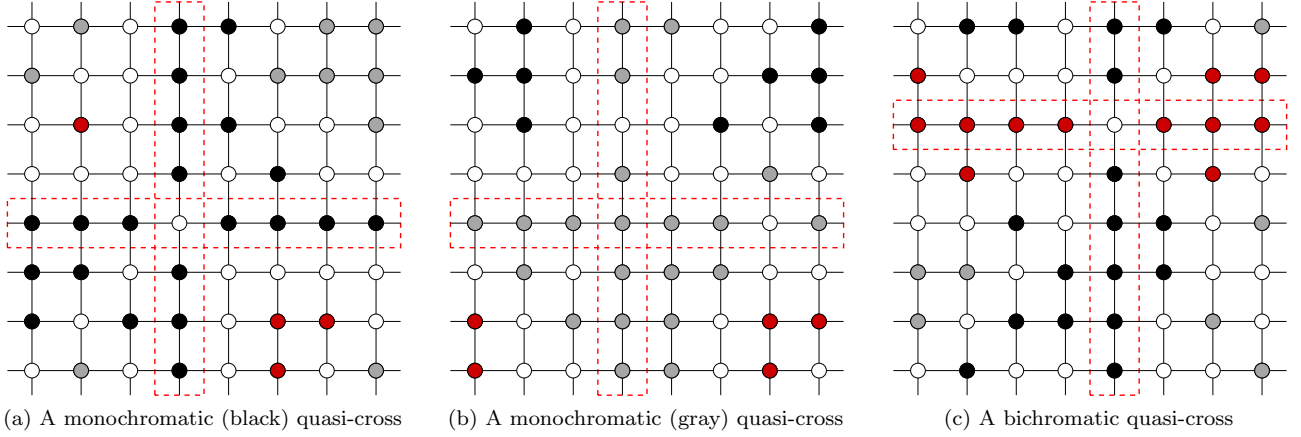 (a) A monochromatic (black) quasi-cross
(b) A monochromatic (gray) quasi-cross
(c) A bichromatic quasi-cross